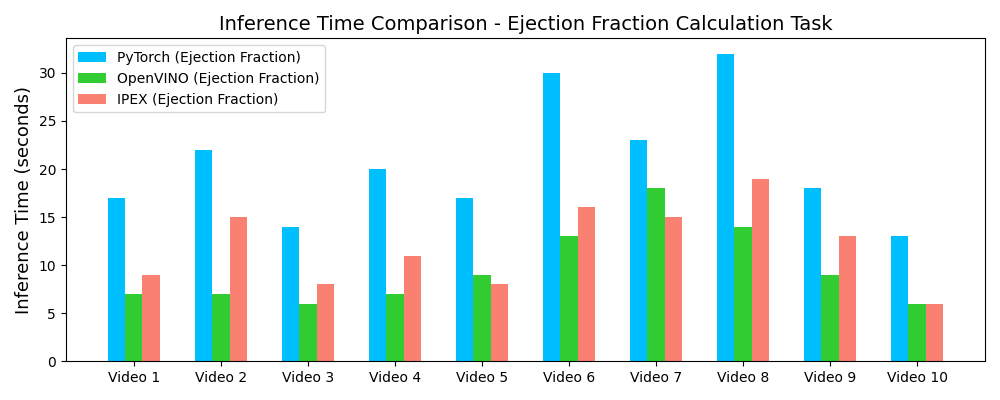 Inference Time Comparison - Ejection Fraction Calculation Task
Inference Time (seconds)
30
25
20
15
10
5
0
PyTorch (Ejection Fraction)
OpenVINO (Ejection Fraction)
IPEX (Ejection Fraction)
Video 1 Video 2 Video 3 Video 4 Video 5 Video 6 Video 7 Video 8 Video 9 Video 10